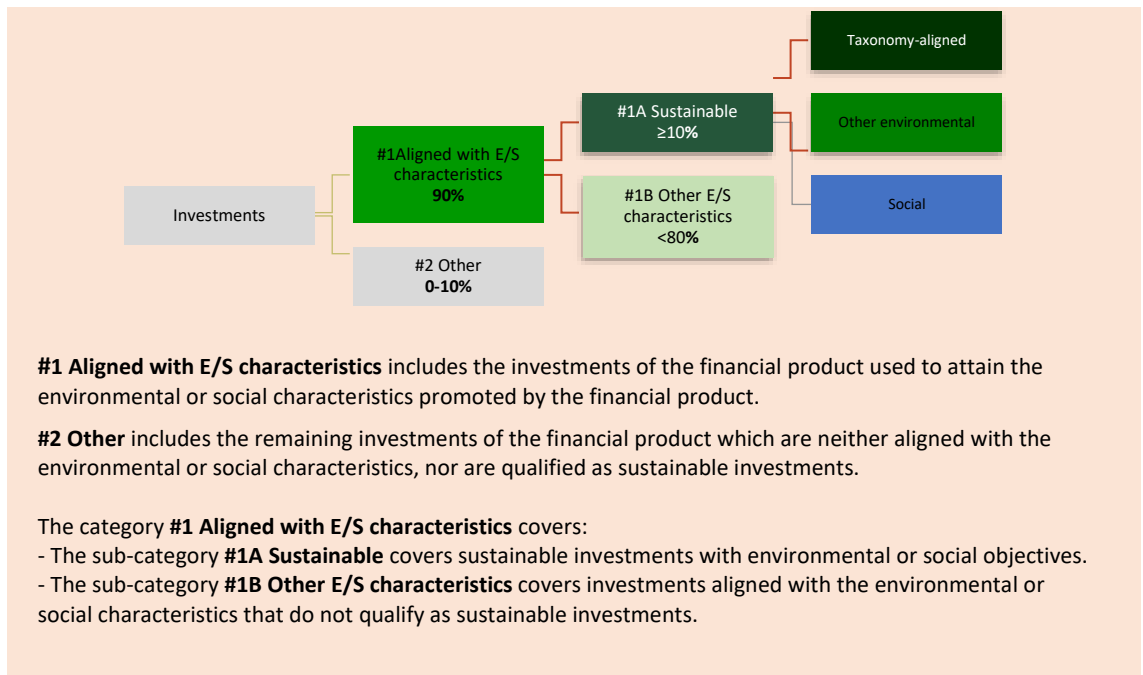 Taxonomy-aligned
#1A Sustainable
≥10%
Other environmental
#1Aligned with E/S
characteristics
90%
#1B Other E/S
characteristics
<80%
Social
Investments
#2 Other
0-10%
#1 Aligned with E/S characteristics includes the investments of the financial product used to attain the
environmental or social characteristics promoted by the financial product.
#2 Other includes the remaining investments of the financial product which are neither aligned with the
environmental or social characteristics, nor are qualified as sustainable investments.
The category #1 Aligned with E/S characteristics covers:
- The sub-category #1A Sustainable covers sustainable investments with environmental or social objectives.
- The sub-category #1B Other E/S characteristics covers investments aligned with the environmental or
social characteristics that do not qualify as sustainable investments.